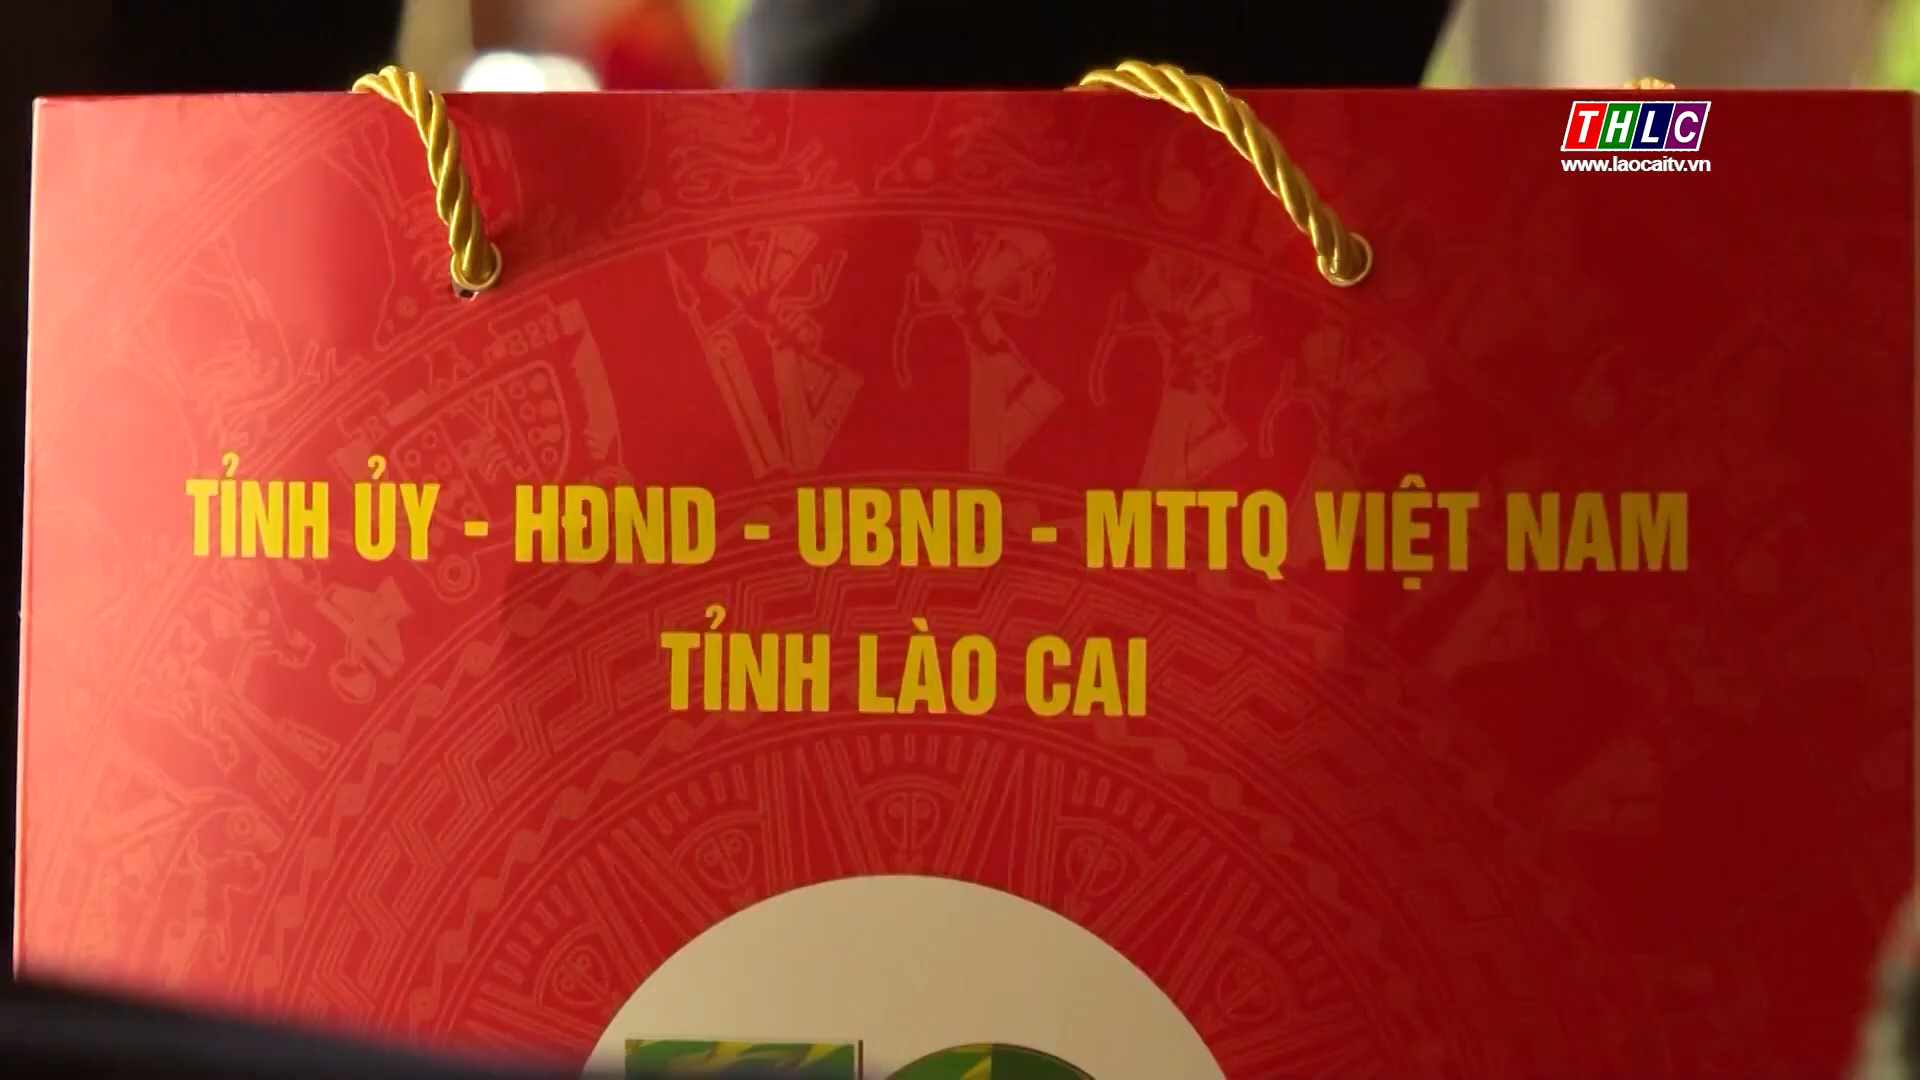 THLC
www.laocaitv.vn
TỈNH ỦY - HĐND - UBND - MTTQ VIỆT NAM
TỈNH LÀO CAI